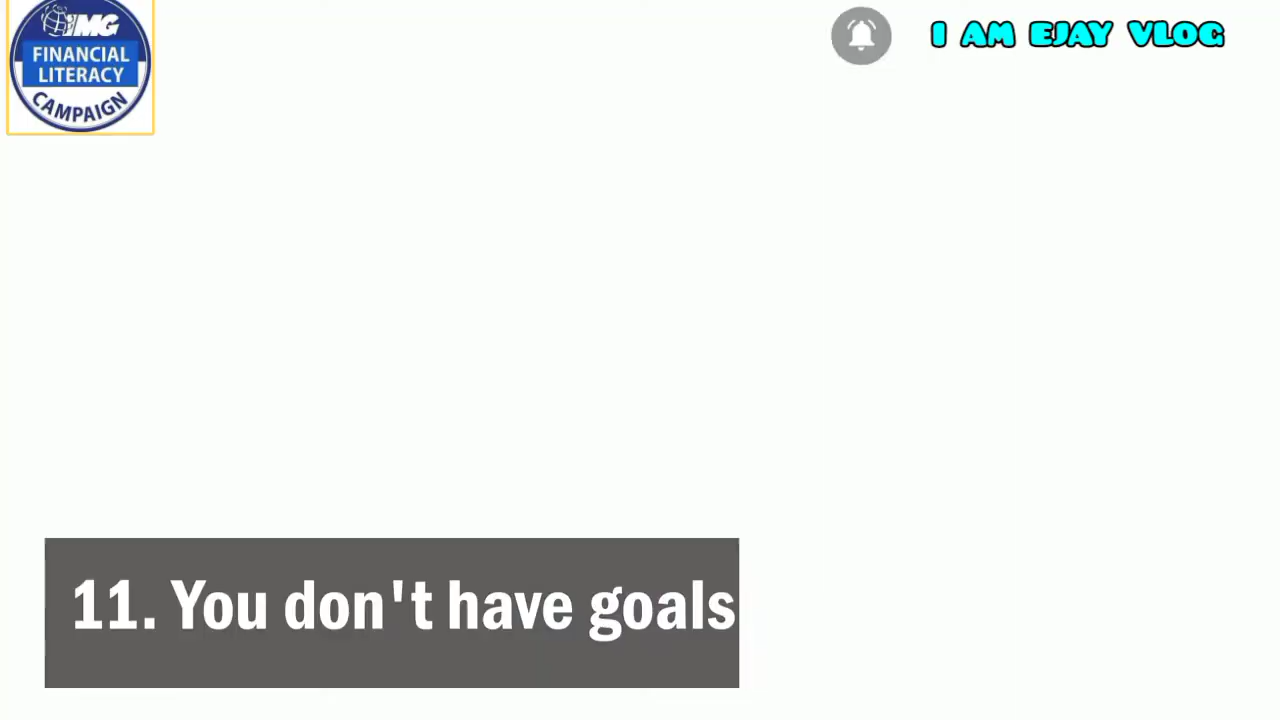 IMG
FINANCIAL
LITERACY
CAMPAIGN
I AM EJAY VLOG
11. You don't have goals